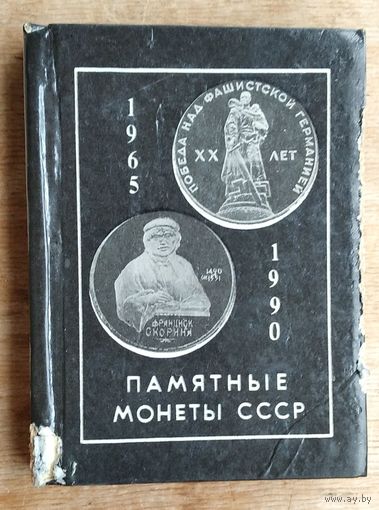 1965
ПОБЕДА НАД ФАШИСТСКОЙ ГЕРМАНИЕЙ
XX ЛЕТ
1490
ФРАНЦИСК
СКОРИНА
1990
ПАМЯТНЫЕ
МОНЕТЫ СССР
www.ay.by